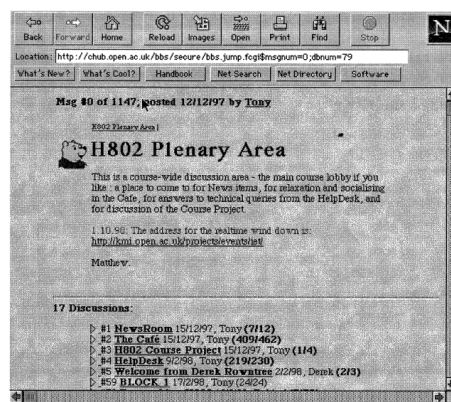 Back Forward Home Reload Images Open Print Find Stop N
Location: http://chub.open.ac.uk/bbs/secure/bbs.jump.fcgi$msgnum=0;dbnum=79
What's New? What's Cool? Handbook Net Search Net Directory Software
Msg #0 of 1147; posted 12/12/97 by Tony
H802 Plenary Area |
H802 Plenary Area
This is a course-wide discussion area - the main course lobby if you
like : a place to come to for News items, for relaxation and socialising
in the Cafe, for answers to technical queries from the HelpDesk, and
for discussion of the Course Project.
1.10.98: The address for the realtime wind down is:
http://kmi.open.ac.uk/projects/events/iet/
Matthew.
17 Discussions:
#1 NewsRoom 15/12/97, Tony (7/12)
#2 The Café 15/12/97, Tony (409/462)
#3 H802 Course Project 15/12/97, Tony (1/4)
#4 HelpDesk 9/2/98, Tony (219/230)
#5 Welcome from Derek Rowntree 2/2/98, Derek (2/3)
#59 BLOCK 1 17/2/98, Tony (24/24)